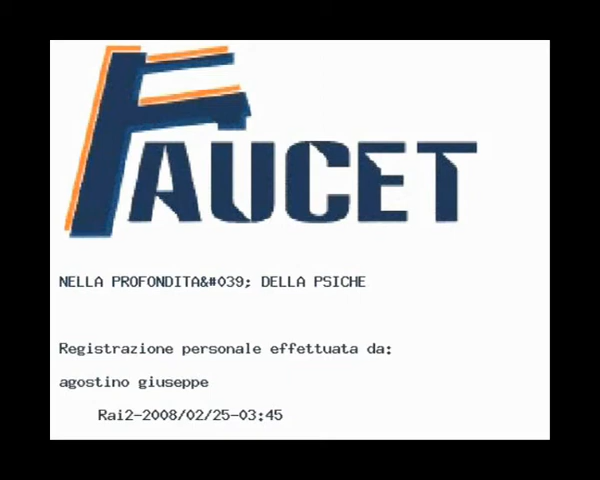 FAUCET
NELLA PROFONDITA&#039; DELLA PSICHE
Registrazione personale effettuata da:
agostino giuseppe
Rai2-2008/02/25-03:45